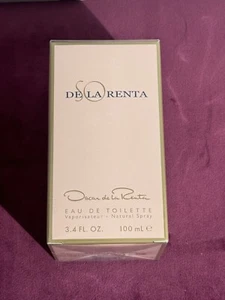 SO
DE LA RENTA
Oscar de la Renta
EAU DE TOILETTE
Vaporisateur - Natural Spray
3.4 FL. OZ. 100 ML ℮